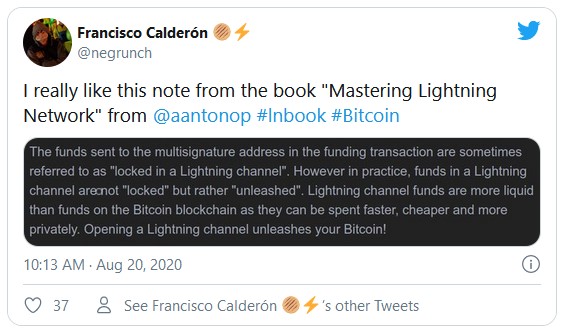 Francisco Calderón 🏽⚡
@negrunch
I really like this note from the book "Mastering Lightning
Network" from @aantonop #lnbook #Bitcoin
The funds sent to the multisignature address in the funding transaction are sometimes
referred to as "locked in a Lightning channel". However in practice, funds in a Lightning
channel are not "locked" but rather "unleashed". Lightning channel funds are more liquid
than funds on the Bitcoin blockchain as they can be spent faster, cheaper and more
privately. Opening a Lightning channel unleashes your Bitcoin!
10:13 AM · Aug 20, 2020
37
See Francisco Calderón 🏽⚡'s other Tweets